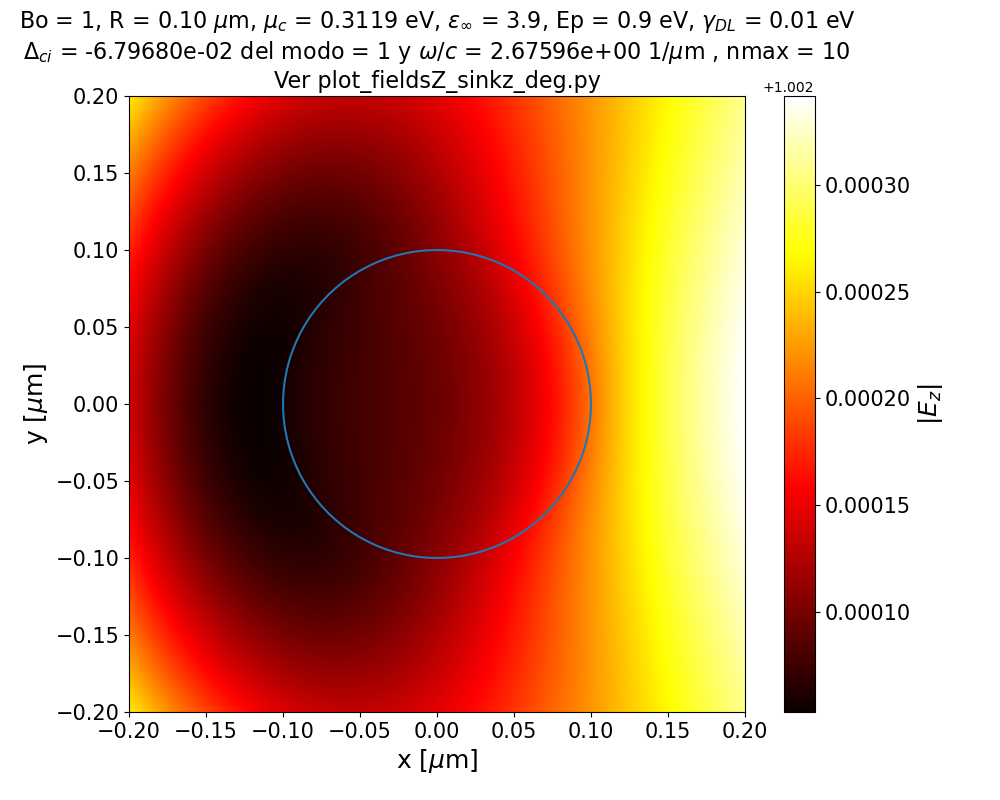 Bo = 1, R = 0.10 μm, μ_c = 0.3119 eV, ε_∞ = 3.9, Ep = 0.9 eV, γ_DL = 0.01 eV
Δ_ci = -6.79680e-02 del modo = 1 y ω/c = 2.67596e+00 1/μm , nmax = 10
Ver plot_fieldsZ_sinkz_deg.py
+1.002
0.20
0.15
0.10
0.05
0.00
−0.05
−0.10
−0.15
−0.20
y [μm]
−0.20 −0.15 −0.10 −0.05 0.00 0.05 0.10 0.15 0.20
x [μm]
0.00030
0.00025
0.00020
0.00015
0.00010
|E_z|